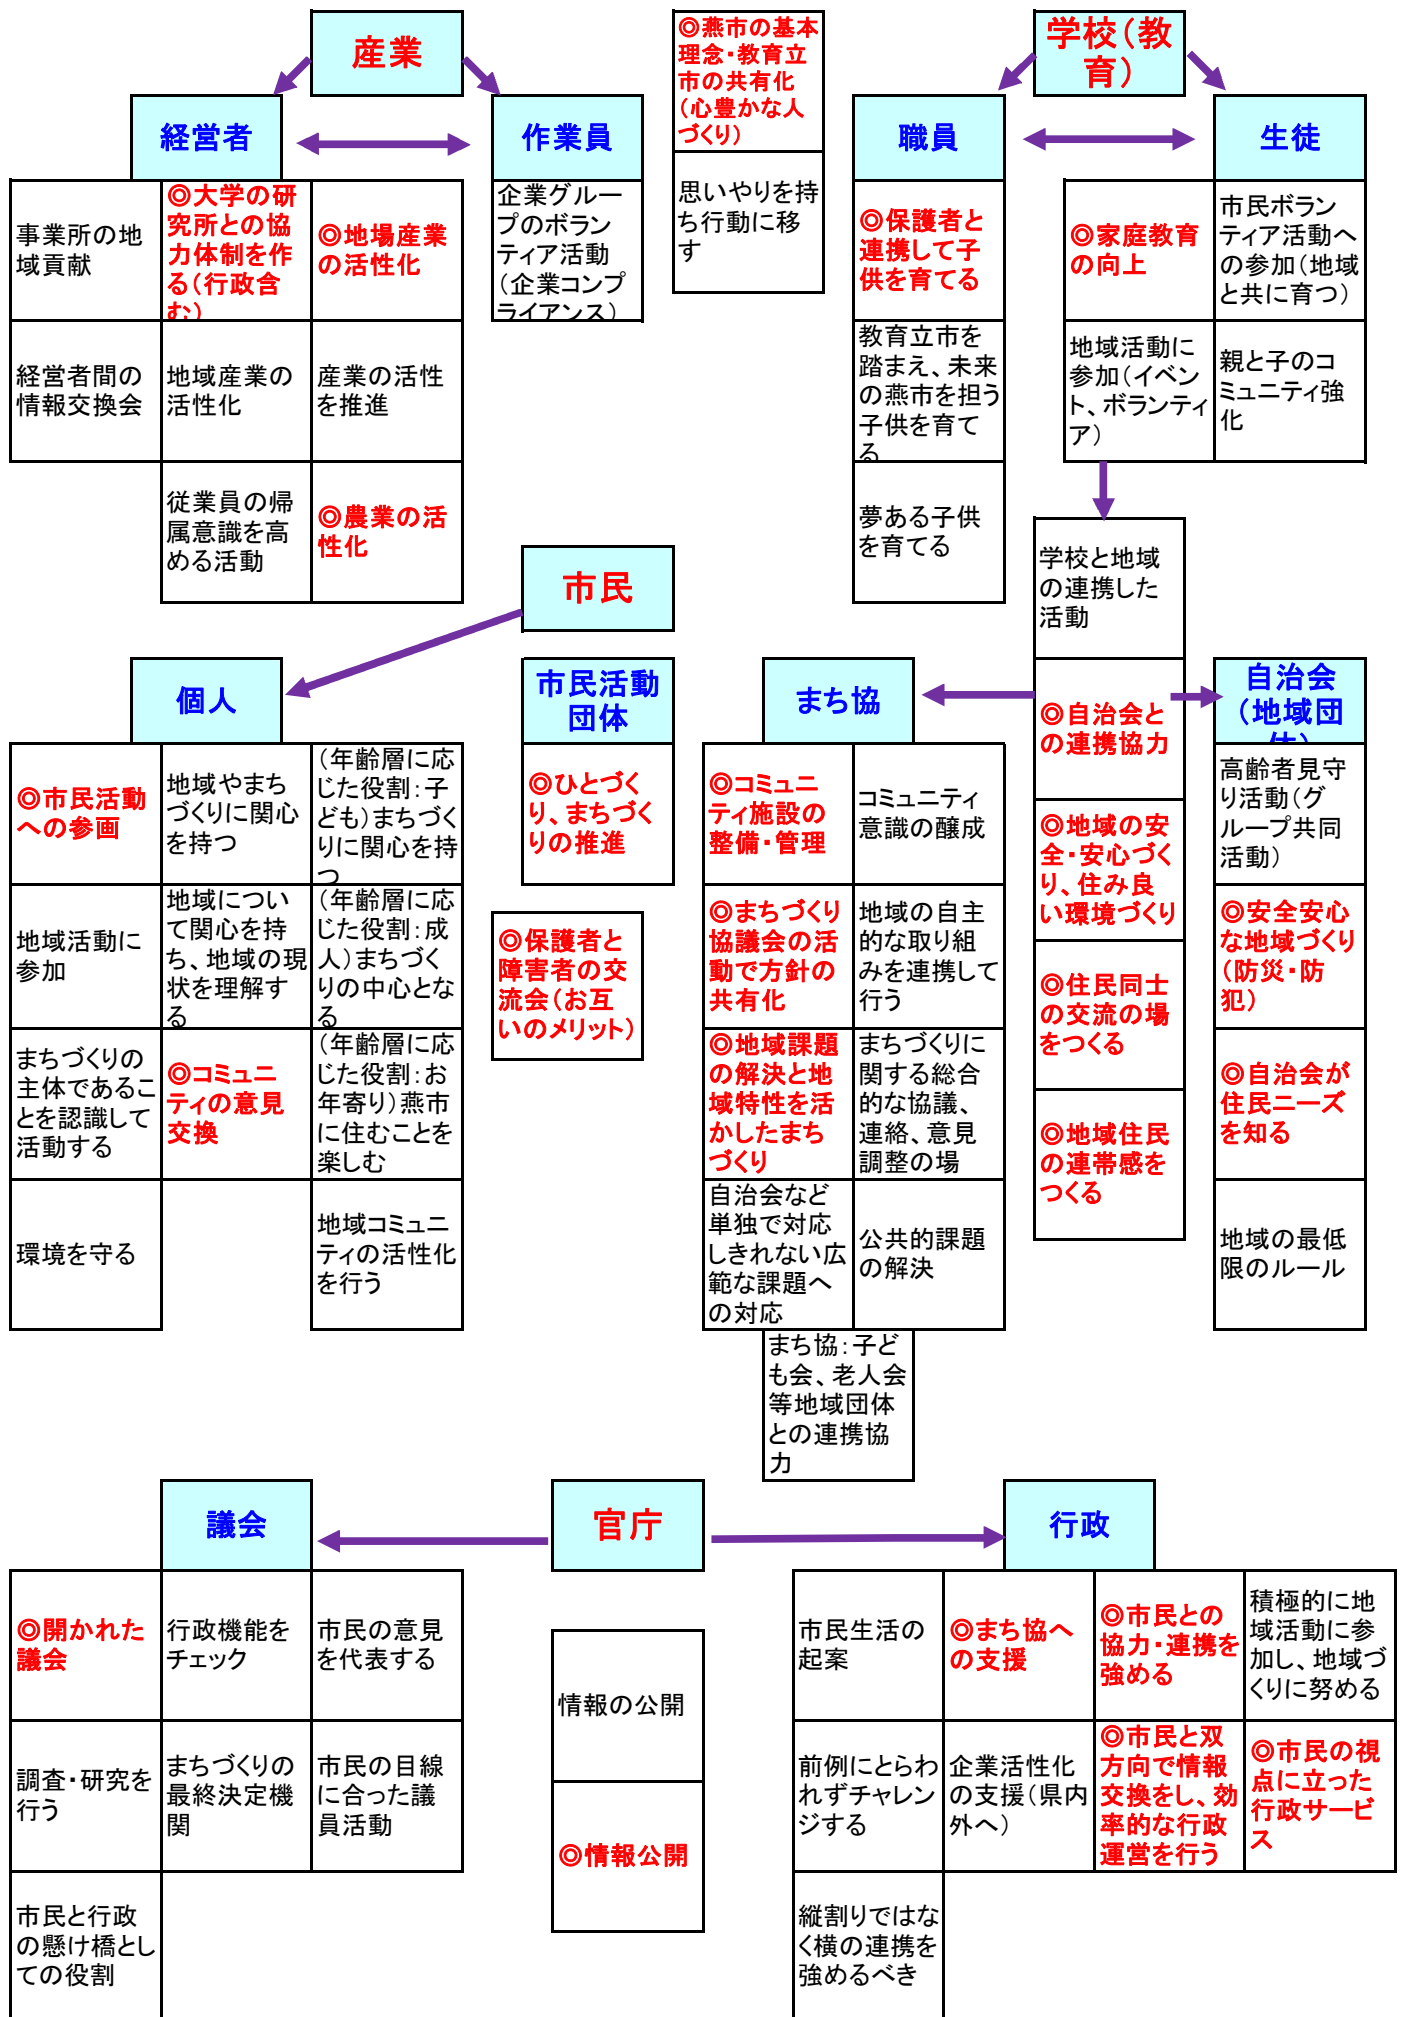 産業
経営者
作業員
事業所の地
域貢献
◎大学の研
究所との協
力体制を作
る(行政含
む)
◎地場産業
の活性化
企業グルー
プのボラン
ティア活動
(企業コンプ
ライアンス)
経営者間の
情報交換会
地域産業の
活性化
産業の活性
を推進
従業員の帰
属意識を高
める活動
◎農業の活
性化
◎燕市の基本
理念・教育立
市の共有化
(心豊かな人
づくり)
思いやりを持
ち行動に移
す
学校(教
育)
職員
生徒
◎保護者と
連携して子
供を育てる
教育立市を
踏まえ、未来
の燕市を担う
子供を育て
る
夢ある子供
を育てる
◎家庭教育
の向上
市民ボラン
ティア活動へ
の参加(地域
と共に育つ)
地域活動に
参加(イベン
ト、ボランティ
ア)
親と子のコ
ミュニティ強
化
学校と地域
の連携した
活動
◎自治会と
の連携協力
◎地域の安
全・安心づく
り、住み良
い環境づくり
◎住民同士
の交流の場
をつくる
◎地域住民
の連帯感を
つくる
市民
個人
◎市民活動
への参画
地域やまち
づくりに関心
を持つ
(年齢層に応
じた役割:子
ども)まちづく
りに関心を持
つ
地域活動に
参加
地域につい
て関心を持
ち、地域の現
状を理解す
る
(年齢層に応
じた役割:成
人)まちづく
りの中心とな
る
まちづくりの
主体であるこ
とを認識して
活動する
◎コミュニ
ティの意見
交換
(年齢層に応
じた役割:お
年寄り)燕市
に住むことを
楽しむ
環境を守る
地域コミュニ
ティの活性化
を行う
市民活動
団体
◎ひとづく
り、まちづく
りの推進
◎保護者と
障害者の交
流会(お互
いのメリット)
まち協
◎コミュニ
ティ施設の
整備・管理
コミュニティ
意識の醸成
◎まちづくり
協議会の活
動で方針の
共有化
地域の自主
的な取り組
みを連携して
行う
◎地域課題
の解決と地
域特性を活
かしたまち
づくり
まちづくりに
関する総合
的な協議、
連絡、意見
調整の場
自治会など
単独で対応
しきれない広
範な課題へ
の対応
公共的課題
の解決
まち協:子ど
も会、老人会
等地域団体
との連携協
力
自治会
(地域団
体)
高齢者見守
り活動(グ
ループ共同
活動)
◎安全安心
な地域づくり
(防災・防
犯)
◎自治会が
住民ニーズ
を知る
地域の最低
限のルール
官庁
議会
行政
◎開かれた
議会
行政機能を
チェック
市民の意見
を代表する
調査・研究を
行う
まちづくりの
最終決定機
関
市民の目線
に合った議
員活動
市民と行政
の懸け橋とし
ての役割
情報の公開
◎情報公開
市民生活の
起案
◎まち協へ
の支援
◎市民との
協力・連携を
強める
積極的に地
域活動に参
加し、地域づ
くりに努める
前例にとらわ
れずチャレン
ジする
企業活性化
の支援(県内
外へ)
◎市民と双
方向で情報
交換をし、効
率的な行政
運営を行う
◎市民の視
点に立った
行政サービ
ス
縦割りではな
く横の連携を
強めるべき